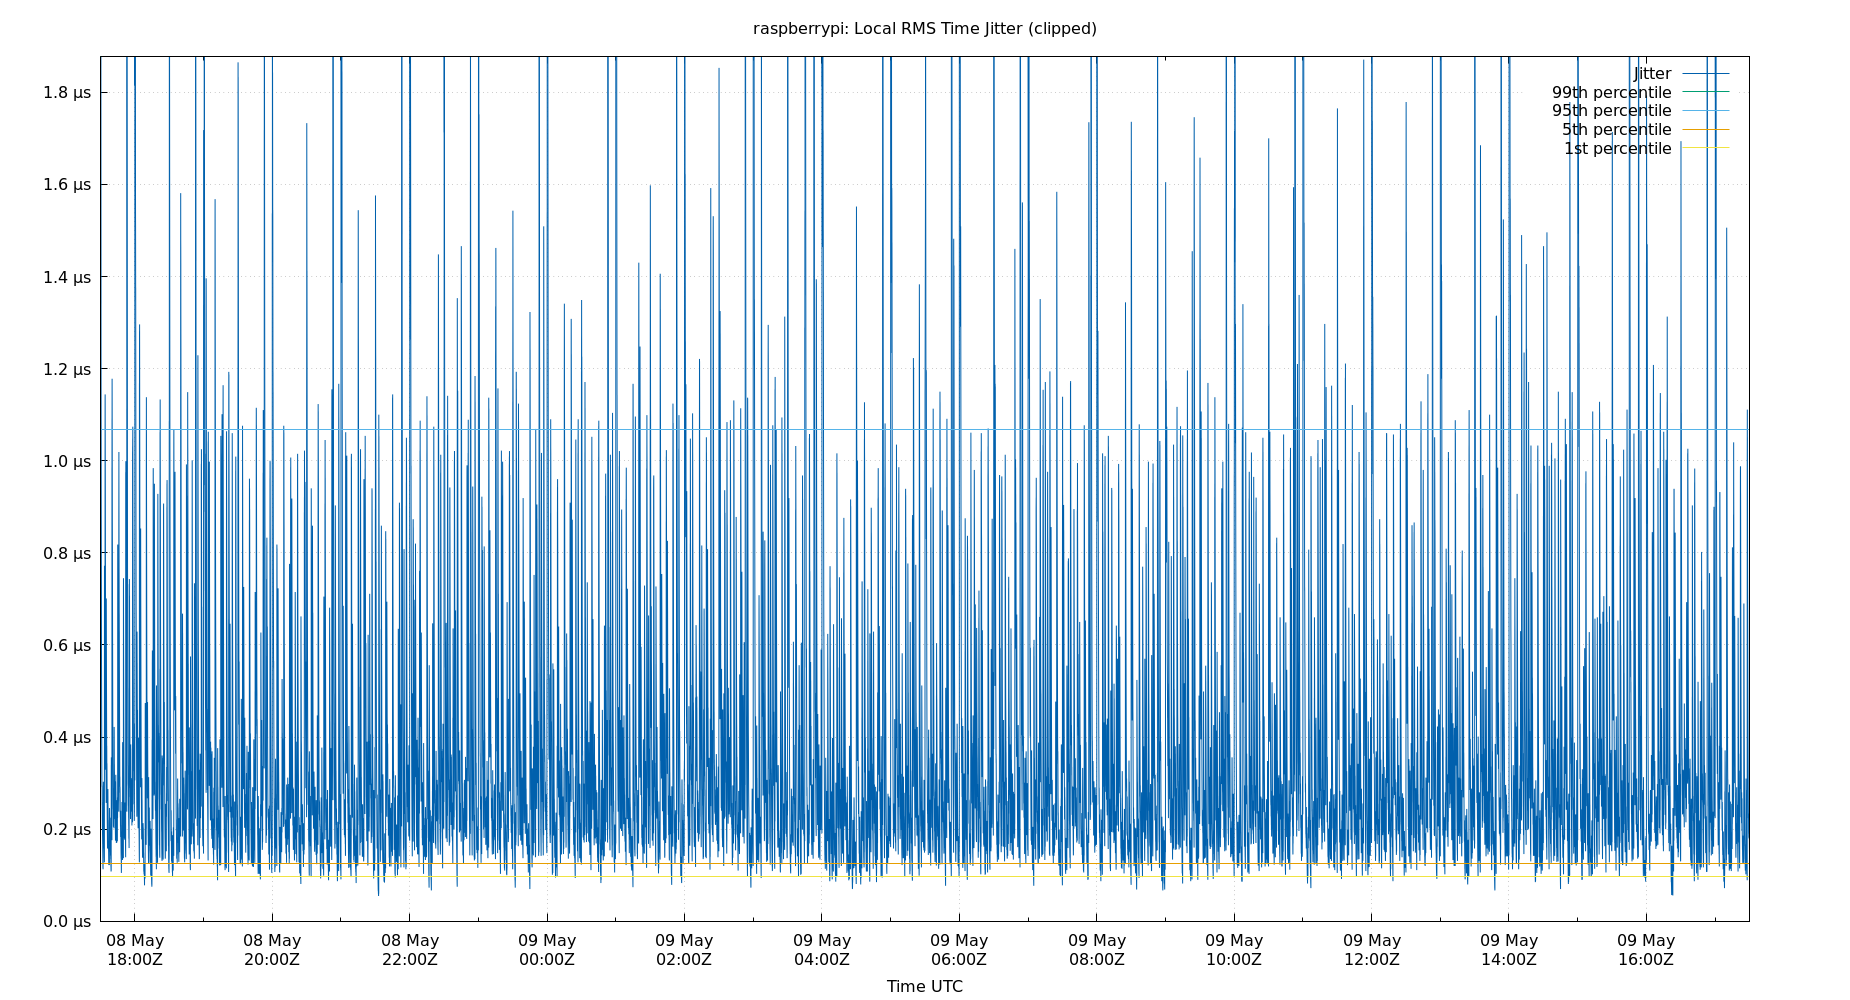 raspberrypi: Local RMS Time Jitter (clipped)
Jitter
99th percentile
95th percentile
5th percentile
1st percentile
1.8 µs
1.6 µs
1.4 µs
1.2 µs
1.0 µs
0.8 µs
0.6 µs
0.4 µs
0.2 µs
0.0 µs
08 May 08 May 08 May 09 May 09 May 09 May 09 May 09 May 09 May 09 May 09 May 09 May
18:00Z 20:00Z 22:00Z 00:00Z 02:00Z 04:00Z 06:00Z 08:00Z 10:00Z 12:00Z 14:00Z 16:00Z
Time UTC